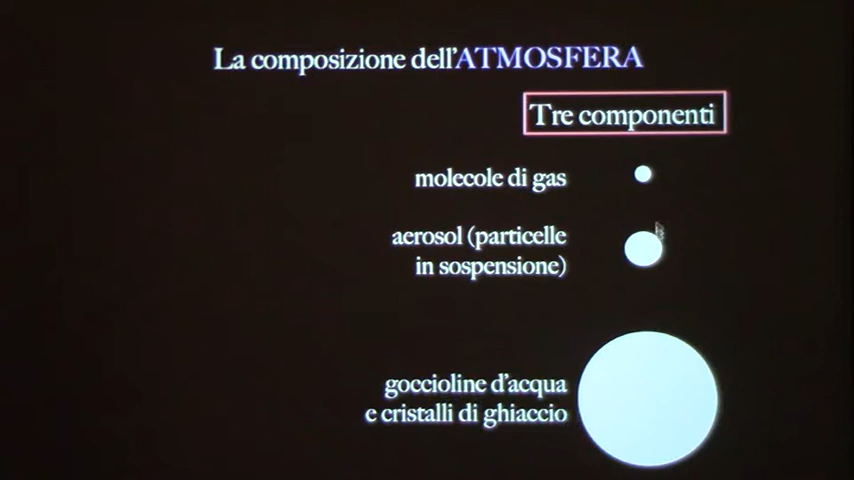 La composizione dell'ATMOSFERA
Tre componenti
molecole di gas
aerosol (particelle
in sospensione)
goccioline d'acqua
e cristalli di ghiaccio